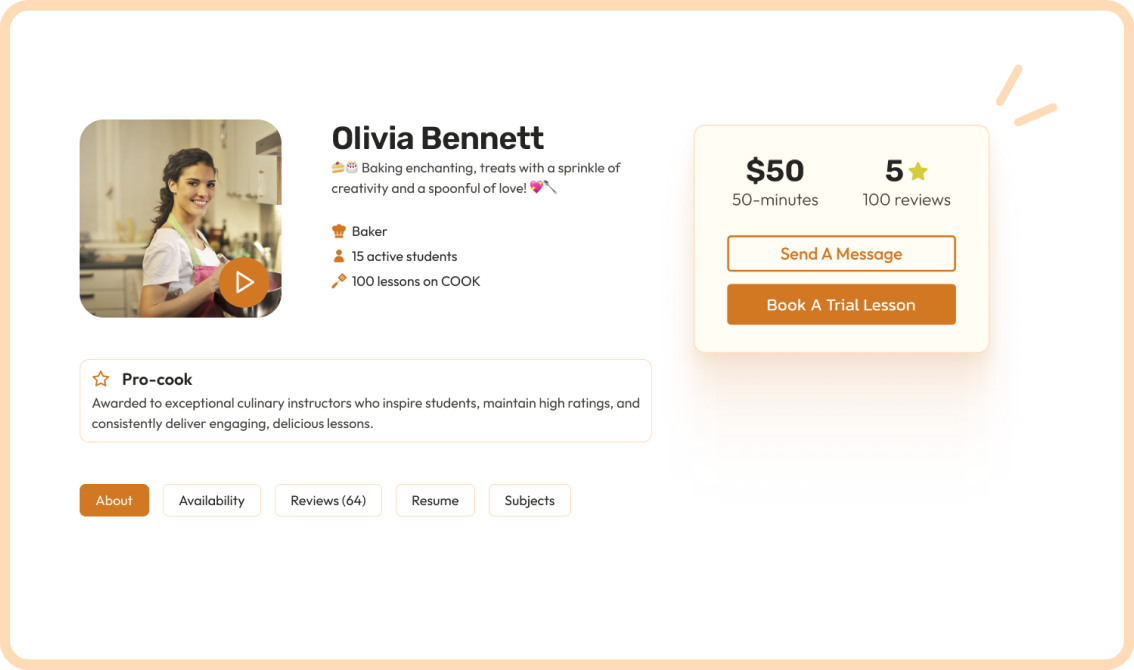 Olivia Bennett
🍰🎂 Baking enchanting, treats with a sprinkle of
creativity and a spoonful of love! 💖🥄
Baker
15 active students
100 lessons on COOK
$50
50-minutes
5
100 reviews
Send A Message
Book A Trial Lesson
Pro-cook
Awarded to exceptional culinary instructors who inspire students, maintain high ratings, and
consistently deliver engaging, delicious lessons.
About
Availability
Reviews (64)
Resume
Subjects